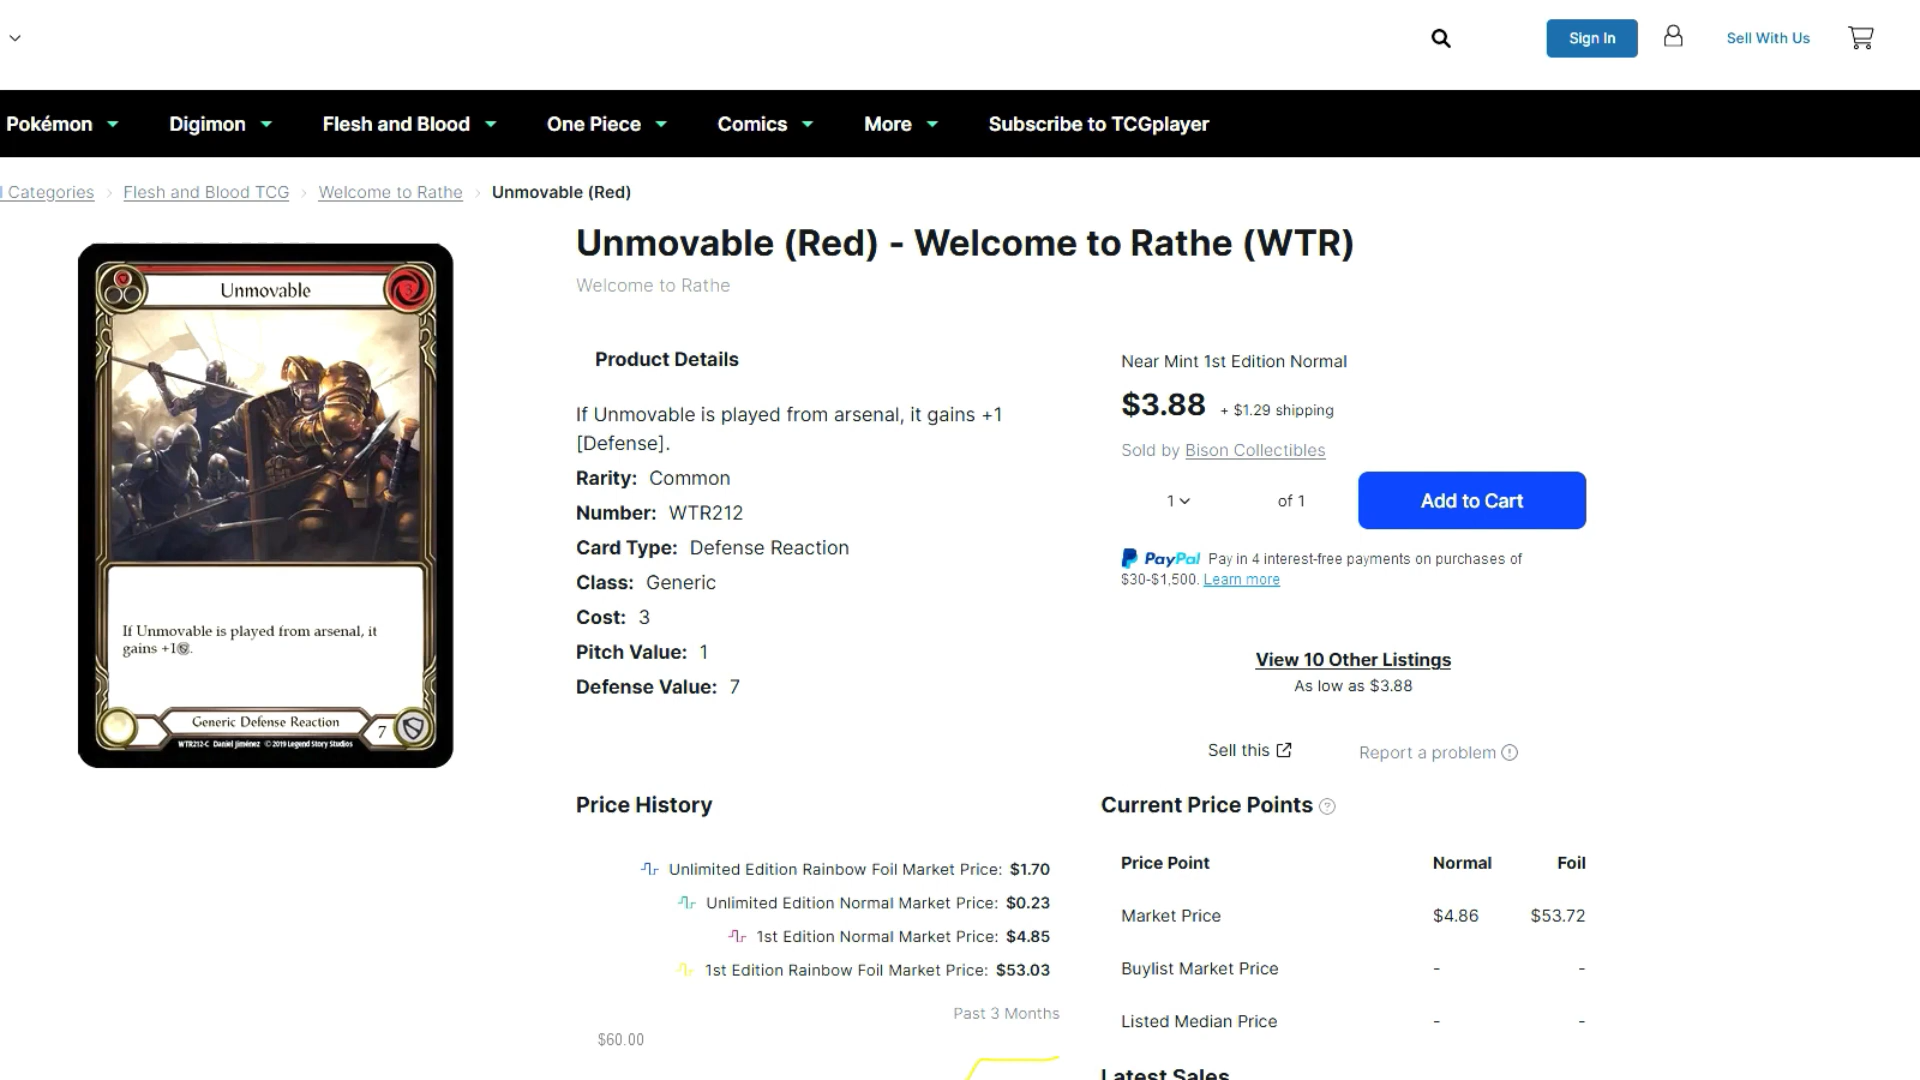 Sign In
Sell With Us
Pokémon
Digimon
Flesh and Blood
One Piece
Comics
More
Subscribe to TCGplayer
Categories
Flesh and Blood TCG
Welcome to Rathe
Unmovable (Red)
3
Unmovable
If Unmovable is played from arsenal, it
gains +1
Generic Defense Reaction
7
WTR212-C Daniel Jiménez © 2019 Legend Story Studios
Unmovable (Red) - Welcome to Rathe (WTR)
Welcome to Rathe
Product Details
If Unmovable is played from arsenal, it gains +1
[Defense].
Rarity: Common
Number: WTR212
Card Type: Defense Reaction
Class: Generic
Cost: 3
Pitch Value: 1
Defense Value: 7
Near Mint 1st Edition Normal
$3.88 + $1.29 shipping
Sold by Bison Collectibles
1 of 1
Add to Cart
PayPal Pay in 4 interest-free payments on purchases of
$30-$1,500. Learn more
View 10 Other Listings
As low as $3.88
Sell this
Report a problem
Price History
Unlimited Edition Rainbow Foil Market Price: $1.70
Unlimited Edition Normal Market Price: $0.23
1st Edition Normal Market Price: $4.85
1st Edition Rainbow Foil Market Price: $53.03
Past 3 Months
$60.00
Current Price Points
Price Point Normal Foil
Market Price $4.86 $53.72
Buylist Market Price - -
Listed Median Price - -
Latest Sales